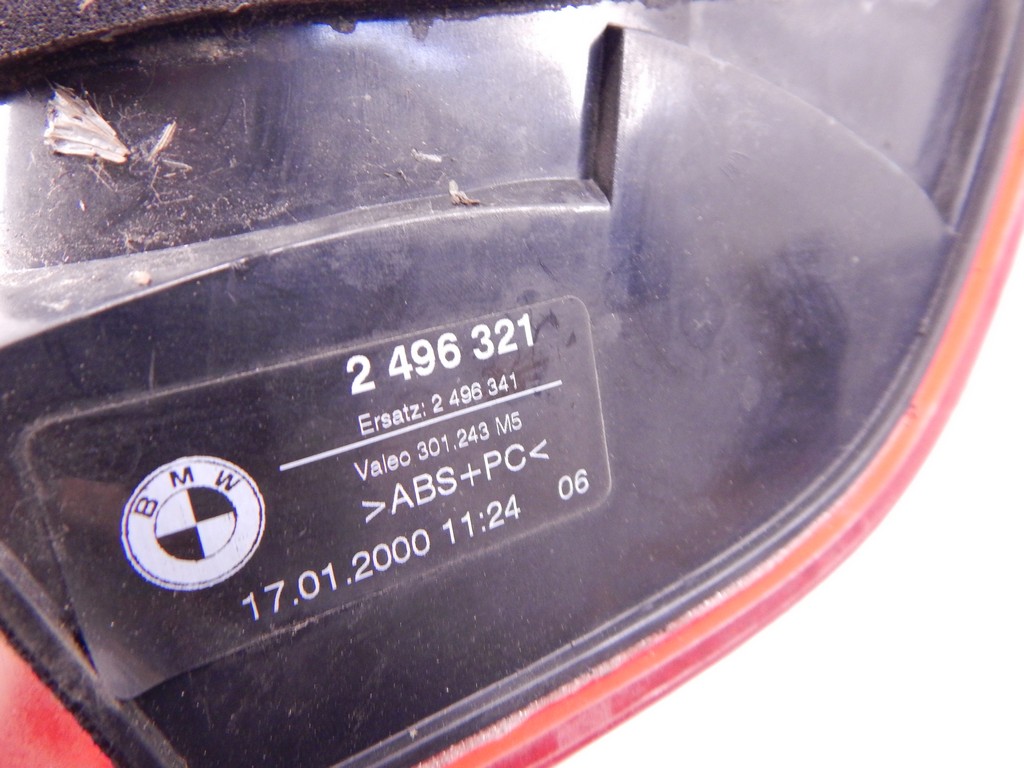 2 496 321
Ersatz: 2 496 341
Valeo 301.243 M5
>ABS+PC<
06
BMW
17.01.2000 11:24